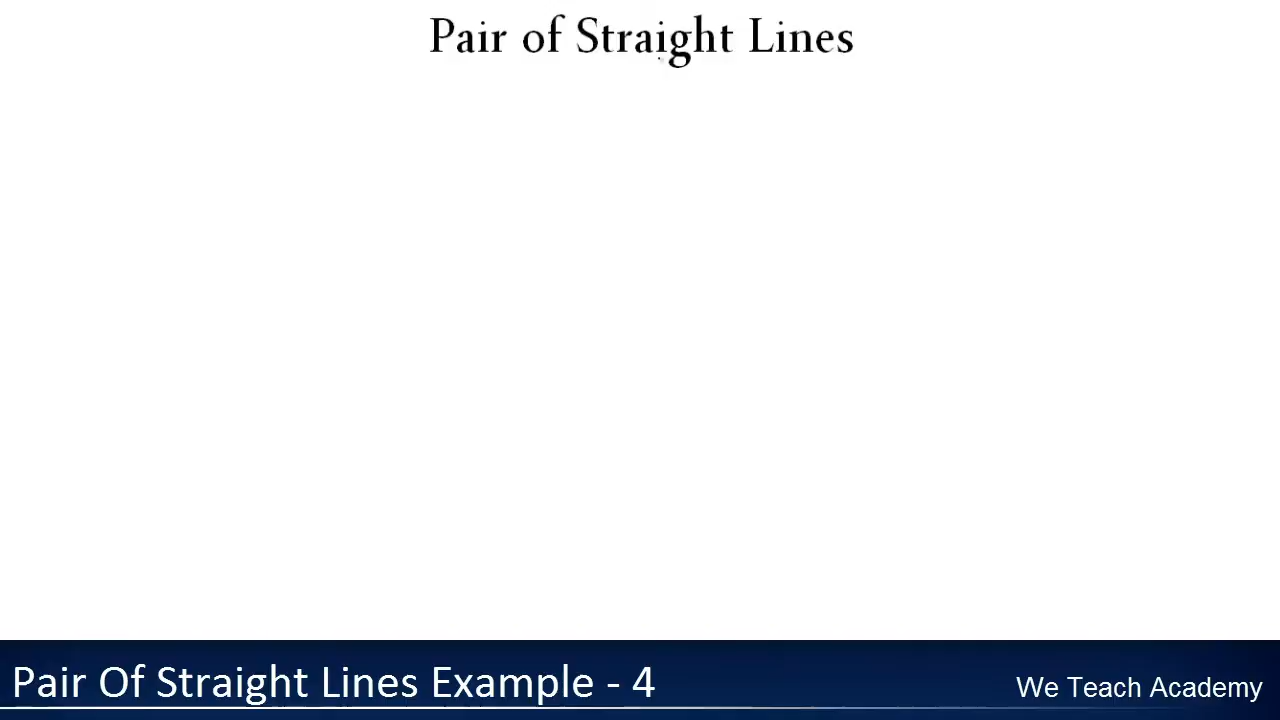 Pair of Straight Lines
Pair Of Straight Lines Example - 4
We Teach Academy